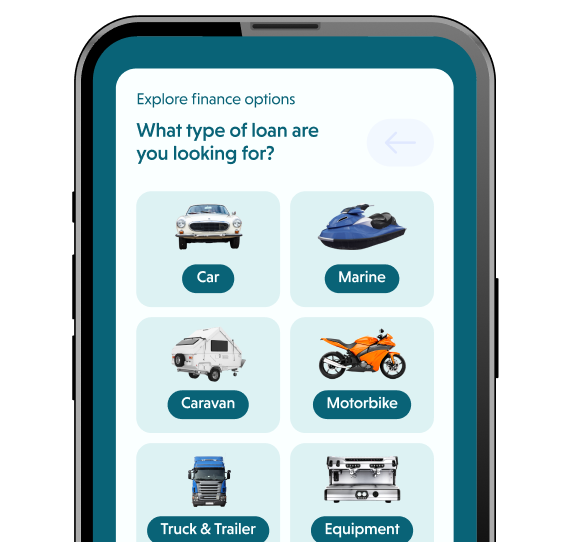 Explore finance options
What type of loan are
you looking for?
Car
Marine
Caravan
Motorbike
Truck & Trailer
Equipment